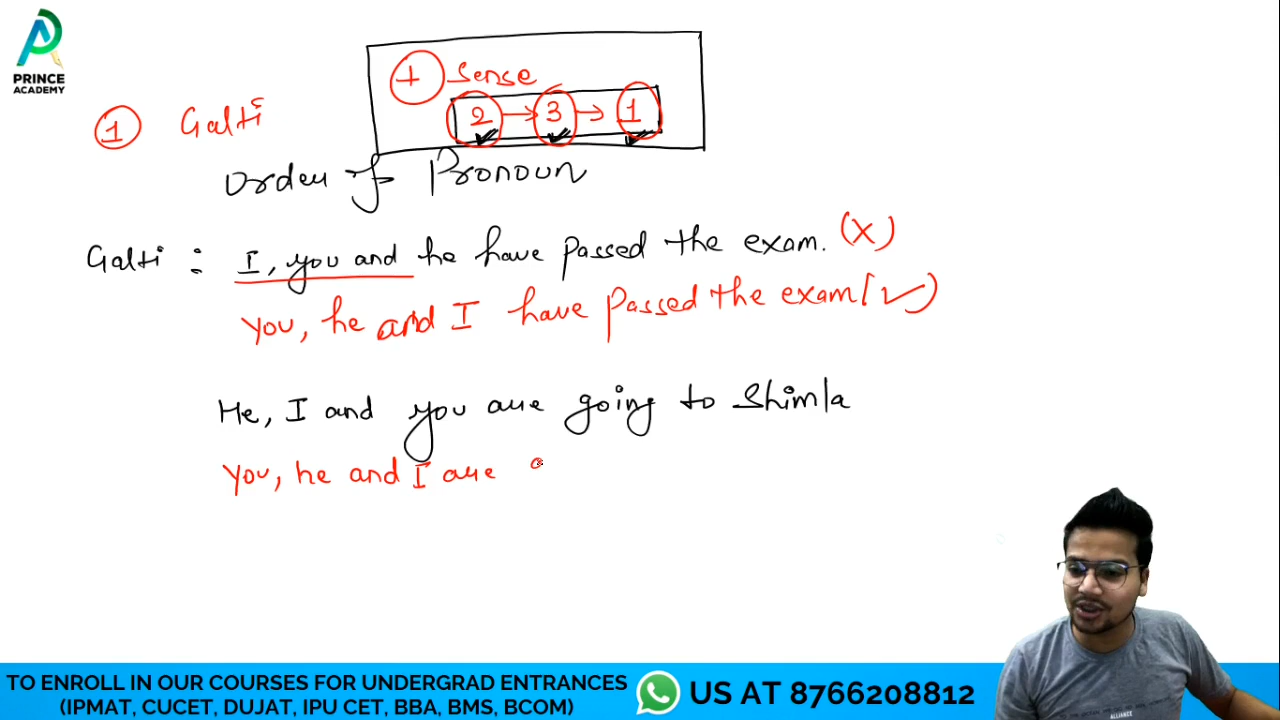 PRINCE
ACADEMY
+ Sense
2 → 3 → 1
1 Galti
Order of Pronoun
Galti : I, you and he have passed the exam. (X)
You, he and I have passed the exam (✓)
He, I and you are going to Shimla
You, he and I are
ALLIANCE
TO ENROLL IN OUR COURSES FOR UNDERGRAD ENTRANCES
(IPMAT, CUCET, DUJAT, IPU CET, BBA, BMS, BCOM)
US AT 8766208812